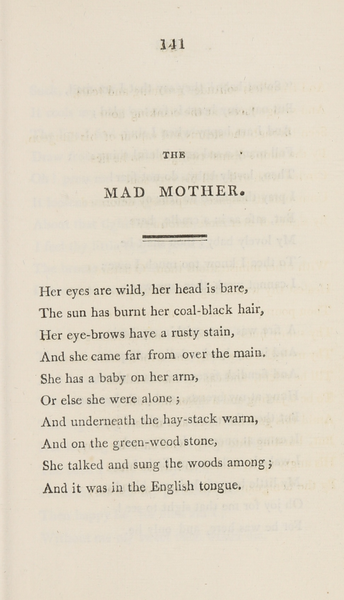 141
THE
MAD MOTHER.
Her eyes are wild, her head is bare,
The sun has burnt her coal-black hair,
Her eye-brows have a rusty stain,
And she came far from over the main.
She has a baby on her arm,
Or else she were alone;
And underneath the hay-stack warm,
And on the green-wood stone,
She talked and sung the woods among;
And it was in the English tongue.